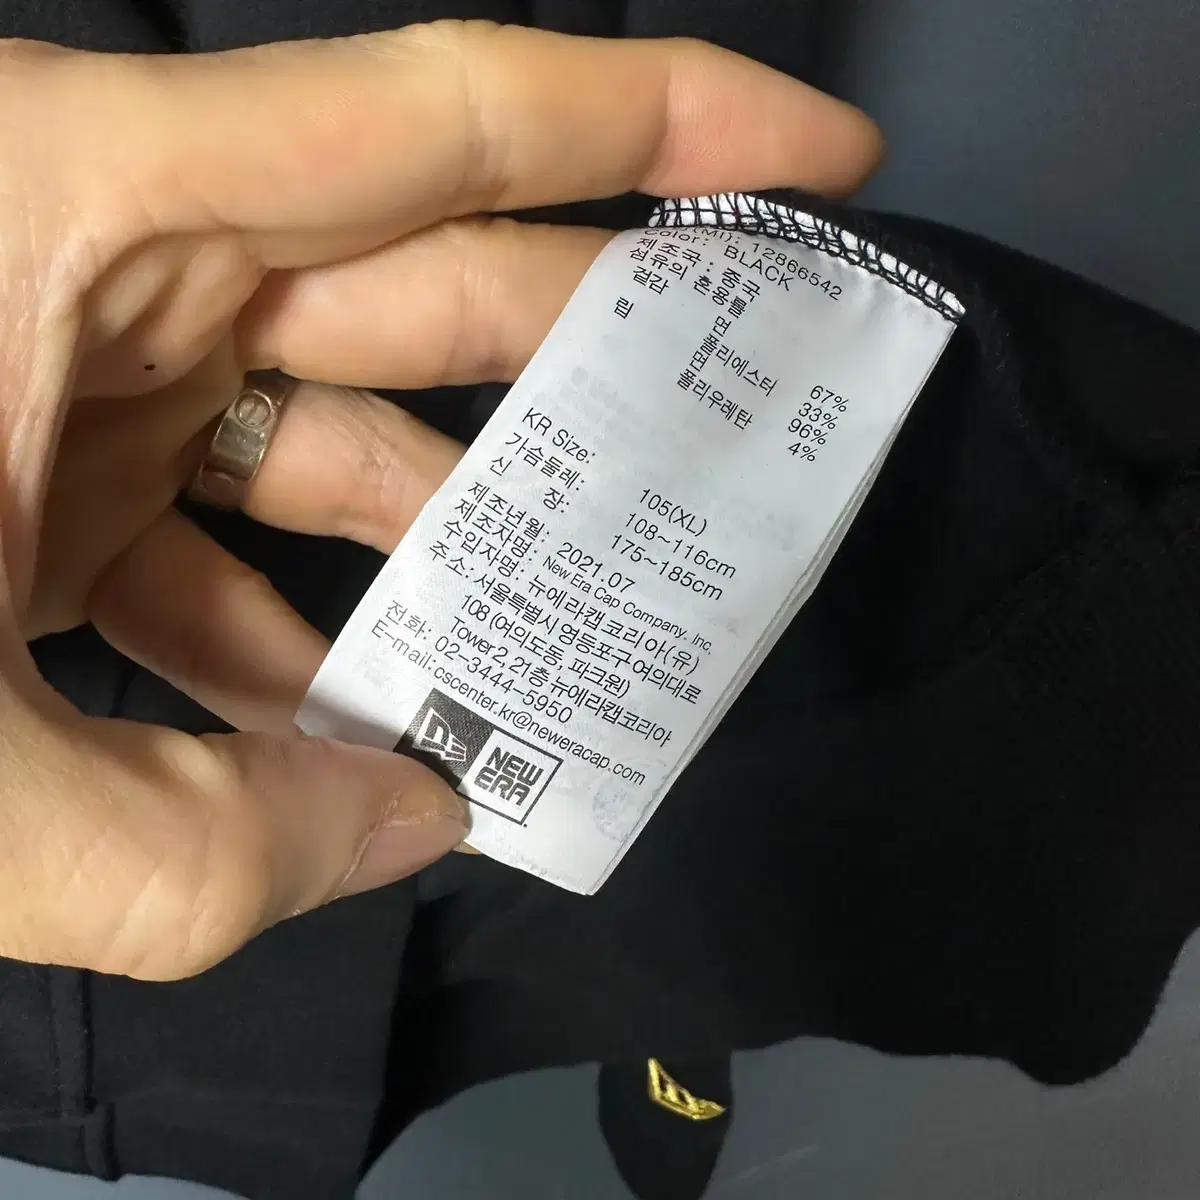 (MI): 12866542
Color: BLACK
제조국: 중국
섬유의 혼용률
겉감 면 67%
폴리에스터 33%
립 면 96%
폴리우레탄 4%
KR Size: 105(XL)
가슴둘레: 108~116cm
신 장: 175~185cm
제조년월: 2021.07
제조자명: New Era Cap Company. Inc.
수입자명: 뉴에라캡코리아(유)
주소: 서울특별시 영등포구 여의대로
108 (여의도동, 파크원)
Tower2, 21층 뉴에라캡코리아
전화: 02-3444-5950
E-mail:cscenter.kr@neweracap.com
NEW
ERA